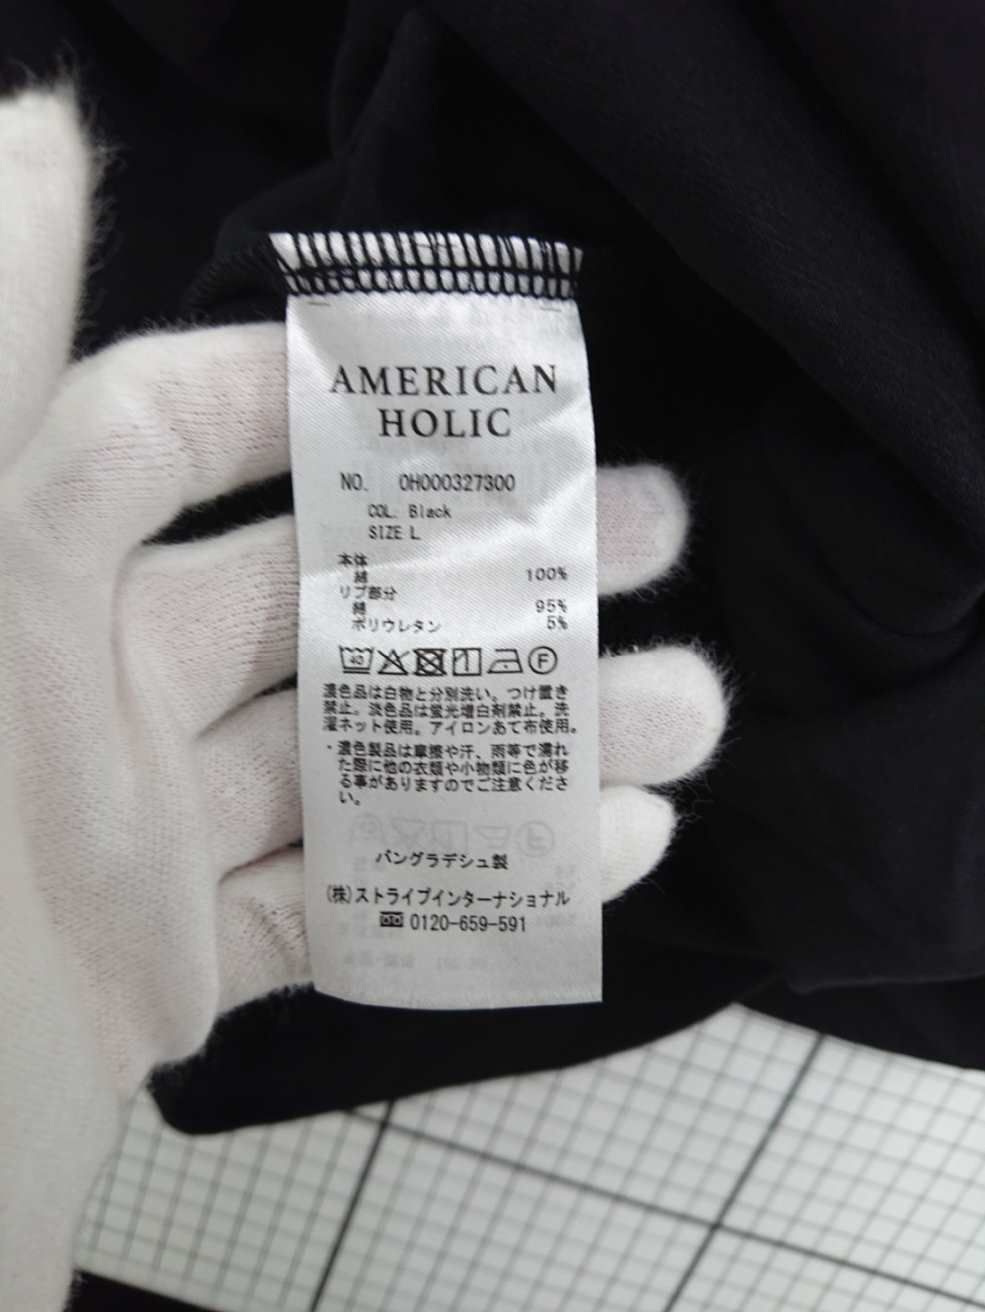 AMERICAN
HOLIC
NO. OH000327300
COL. Black
SIZE L
本体
綿 100%
リブ部分
綿 95%
ポリウレタン 5%
40
F
濃色品は白物と分別洗い。つけ置き
禁止。淡色品は蛍光増白剤禁止。洗
濯ネット使用。アイロンあて布使用。
・濃色製品は摩擦や汗、雨等で濡れ
た際に他の衣類や小物類に色が移
る事がありますのでご注意くださ
い。
バングラデシュ製
(株)ストライプインターナショナル
0120-659-591